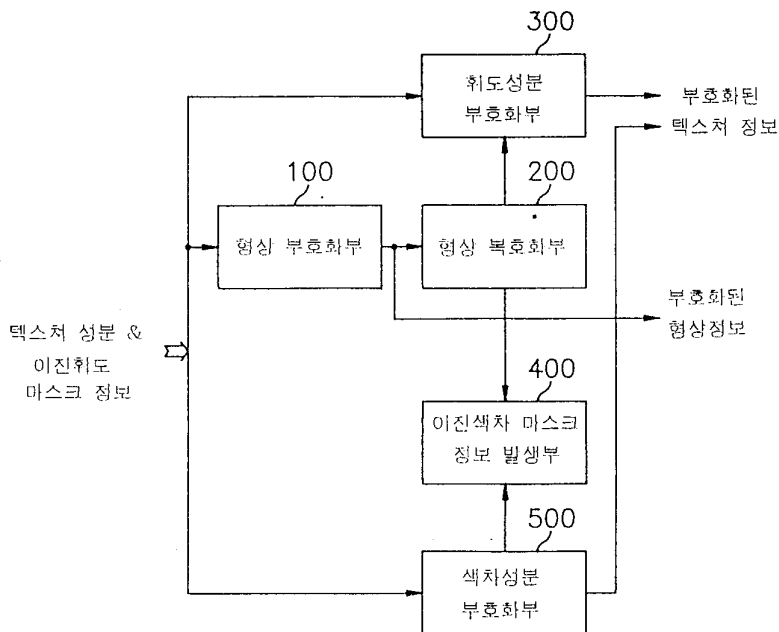 300
휘도성분
부호화부
부호화된
텍스쳐 정보
100
형상 부호화부
200
형상 복호화부
텍스쳐 성분 &
이진휘도
마스크 정보
부호화된
형상정보
400
이진색차 마스크
정보 발생부
500
색차성분
부호화부